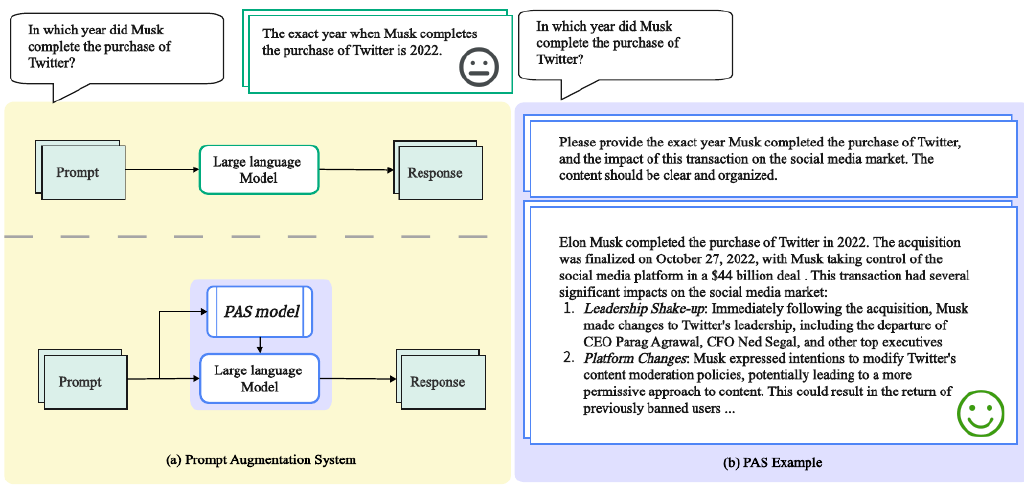 In which year did Musk
complete the purchase of
Twitter?
The exact year when Musk completes
the purchase of Twitter is 2022.
Prompt
Large language
Model
Response
PAS model
Prompt
Large language
Model
Response
(a) Prompt Augmentation System
In which year did Musk
complete the purchase of
Twitter?
Please provide the exact year Musk completed the purchase of Twitter,
and the impact of this transaction on the social media market. The
content should be clear and organized.
Elon Musk completed the purchase of Twitter in 2022. The acquisition
was finalized on October 27, 2022, with Musk taking control of the
social media platform in a $44 billion deal . This transaction had several
significant impacts on the social media market:
1. Leadership Shake-up: Immediately following the acquisition, Musk
made changes to Twitter's leadership, including the departure of
CEO Parag Agrawal, CFO Ned Segal, and other top executives
2. Platform Changes: Musk expressed intentions to modify Twitter's
content moderation policies, potentially leading to a more
permissive approach to content. This could result in the return of
previously banned users ...
(b) PAS Example